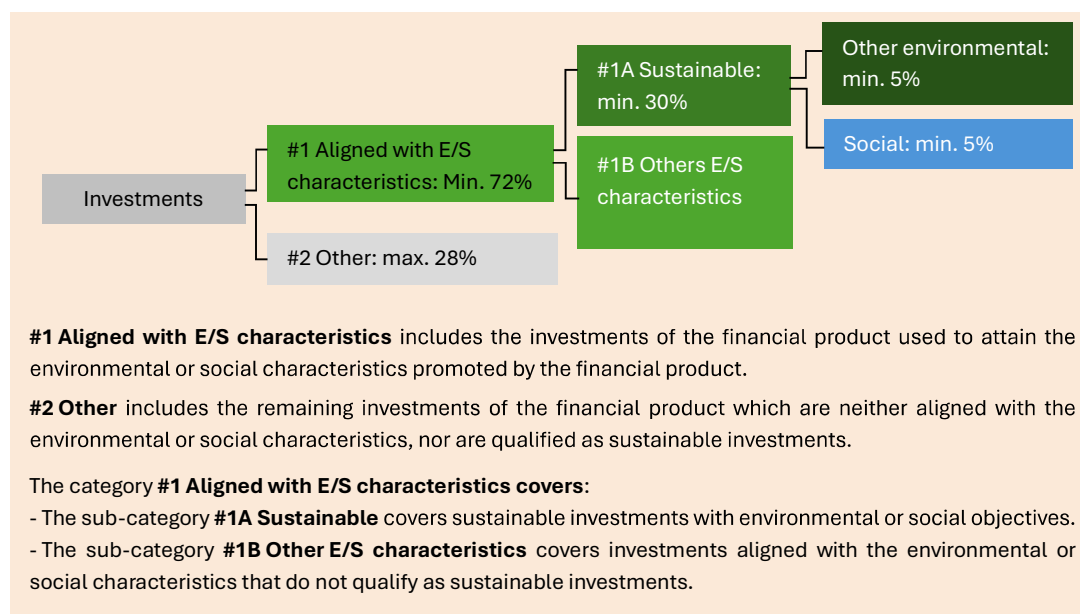 Investments
#1 Aligned with E/S
characteristics: Min. 72%
#2 Other: max. 28%
#1A Sustainable:
min. 30%
#1B Others E/S
characteristics
Other environmental:
min. 5%
Social: min. 5%
#1 Aligned with E/S characteristics includes the investments of the financial product used to attain the
environmental or social characteristics promoted by the financial product.
#2 Other includes the remaining investments of the financial product which are neither aligned with the
environmental or social characteristics, nor are qualified as sustainable investments.
The category #1 Aligned with E/S characteristics covers:
- The sub-category #1A Sustainable covers sustainable investments with environmental or social objectives.
- The sub-category #1B Other E/S characteristics covers investments aligned with the environmental or
social characteristics that do not qualify as sustainable investments.